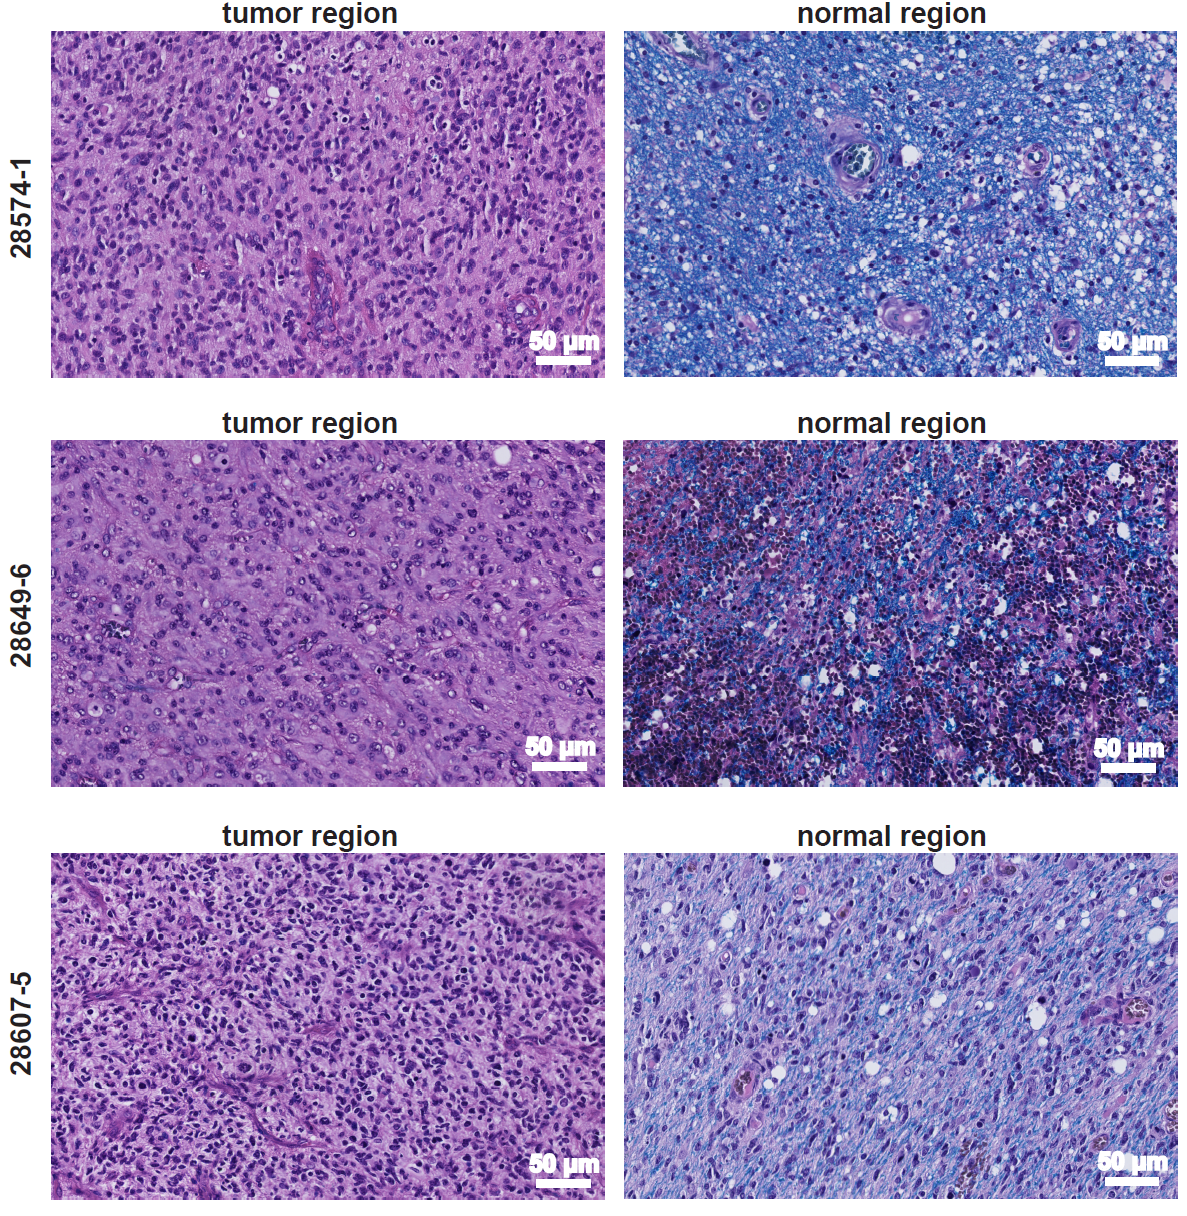 tumor region
normal region
28574-1
50 µm
50 µm
tumor region
normal region
28649-6
50 µm
50 µm
tumor region
normal region
28607-5
50 µm
50 µm